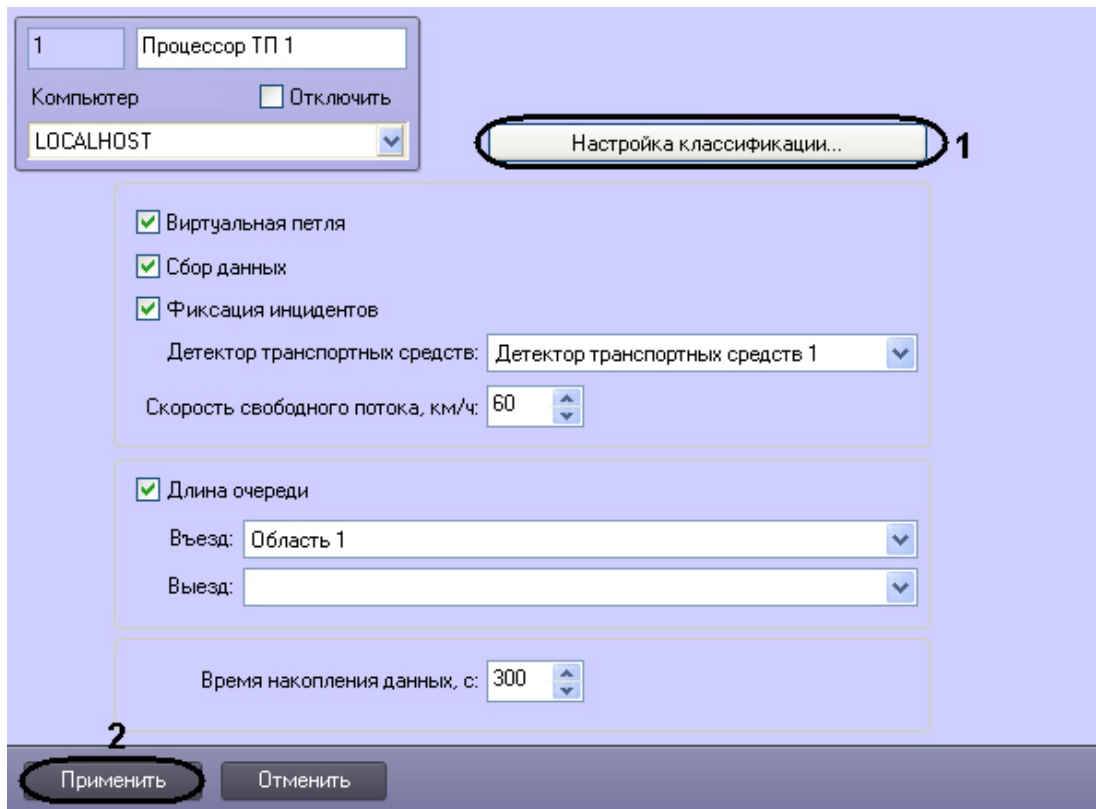 1 Процессор ТП 1
Компьютер Отключить
LOCALHOST
Настройка классификации... 1
Виртуальная петля
Сбор данных
Фиксация инцидентов
Детектор транспортных средств: Детектор транспортных средств 1
Скорость свободного потока, км/ч: 60
Длина очереди
Въезд: Область 1
Выезд:
Время накопления данных, с: 300
2
Применить Отменить